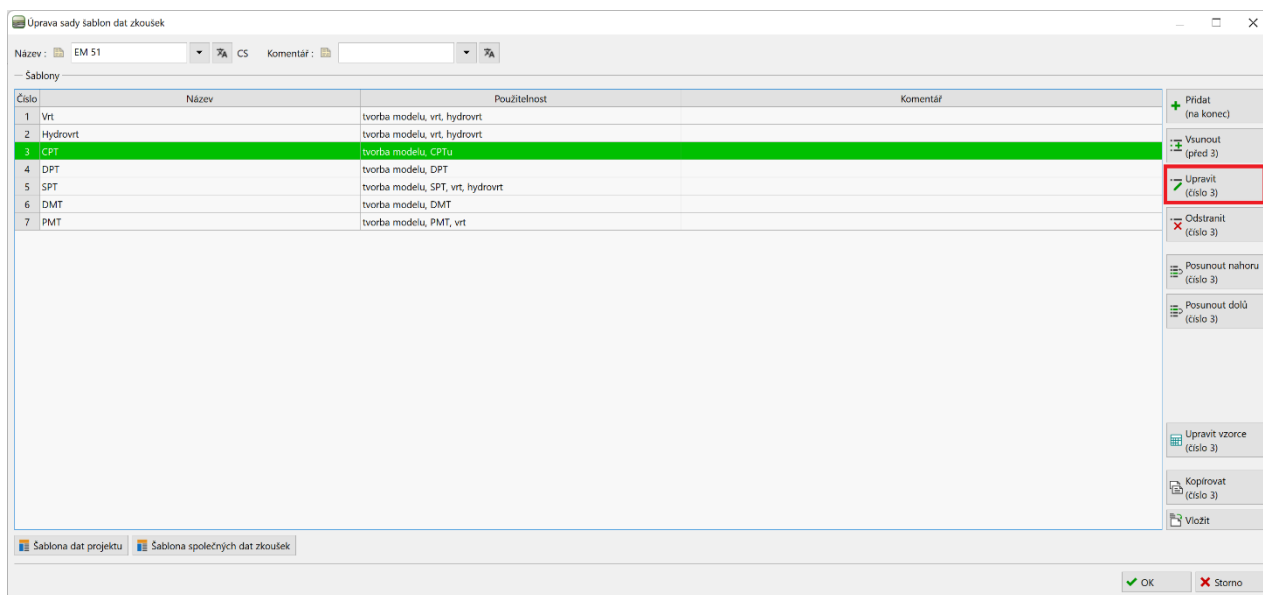 Úprava sady šablon dat zkoušek
Název : EM 51 CS Komentář :
Šablony
Číslo Název Použitelnost Komentář
1 Vrt tvorba modelu, vrt, hydrovrt
2 Hydrovrt tvorba modelu, vrt, hydrovrt
3 CPT tvorba modelu, CPTu
4 DPT tvorba modelu, DPT
5 SPT tvorba modelu, SPT, vrt, hydrovrt
6 DMT tvorba modelu, DMT
7 PMT tvorba modelu, PMT, vrt
Přidat
(na konec)
Vsunout
(před 3)
Upravit
(číslo 3)
Odstranit
(číslo 3)
Posunout nahoru
(číslo 3)
Posunout dolů
(číslo 3)
Upravit vzorce
(číslo 3)
Kopírovat
(číslo 3)
Vložit
Šablona dat projektu Šablona společných dat zkoušek
OK Storno